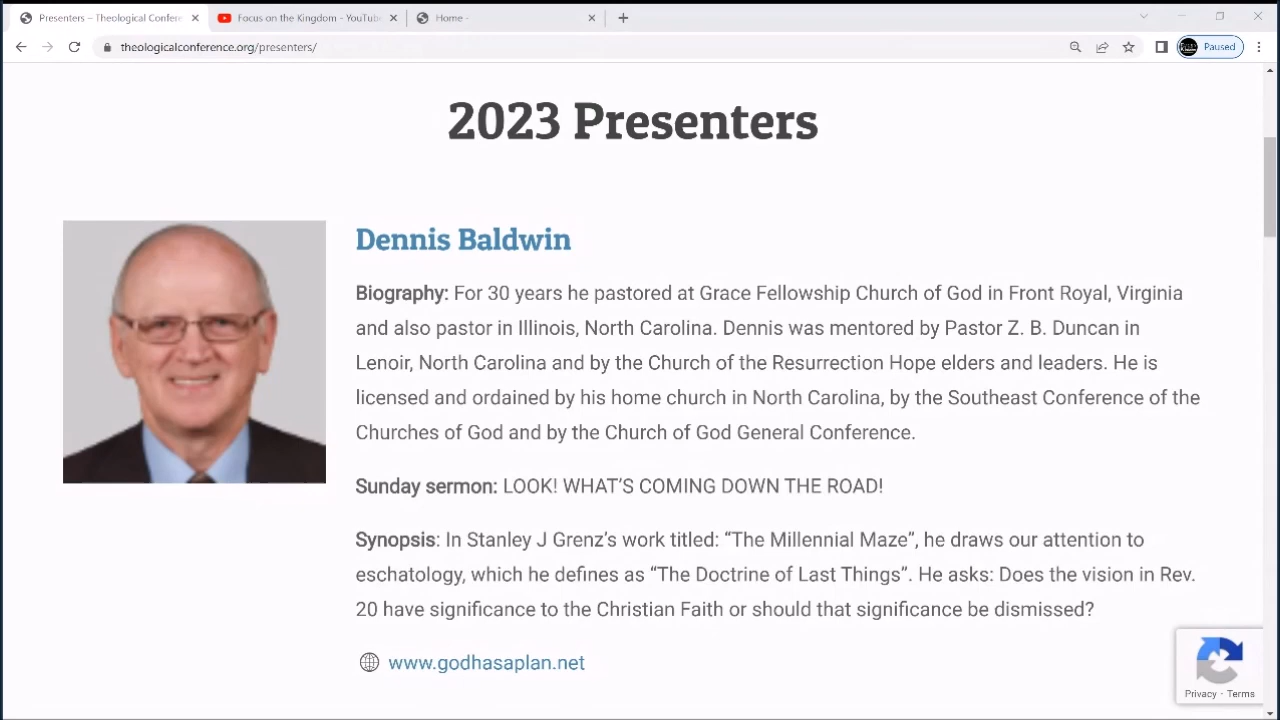 Presenters – Theological Confere
Focus on the Kingdom - YouTub
Home -
theologicalconference.org/presenters/
Paused
2023 Presenters
Dennis Baldwin
Biography: For 30 years he pastored at Grace Fellowship Church of God in Front Royal, Virginia
and also pastor in Illinois, North Carolina. Dennis was mentored by Pastor Z. B. Duncan in
Lenoir, North Carolina and by the Church of the Resurrection Hope elders and leaders. He is
licensed and ordained by his home church in North Carolina, by the Southeast Conference of the
Churches of God and by the Church of God General Conference.
Sunday sermon: LOOK! WHAT’S COMING DOWN THE ROAD!
Synopsis: In Stanley J Grenz’s work titled: “The Millennial Maze”, he draws our attention to
eschatology, which he defines as “The Doctrine of Last Things”. He asks: Does the vision in Rev.
20 have significance to the Christian Faith or should that significance be dismissed?
www.godhasaplan.net
Privacy - Terms